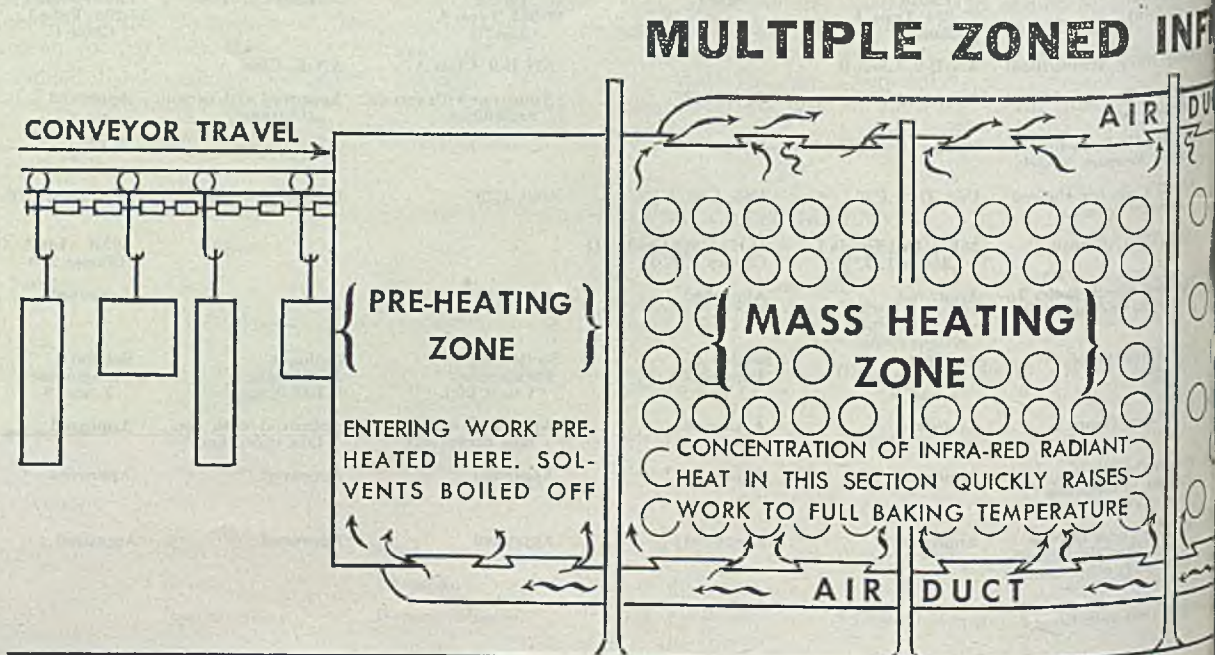 MULTIPLE ZONED
AIR
CONVEYOR TRAVEL
PRE-HEATING
ZONE
ENTERING WORK PRE-
HEATED HERE. SOL-
VENTS BOILED OFF
MASS HEATING
ZONE
CONCENTRATION OF INFRA-RED RADIANT
HEAT IN THIS SECTION QUICKLY RAISES
WORK TO FULL BAKING TEMPERATURE
AIR DUCT